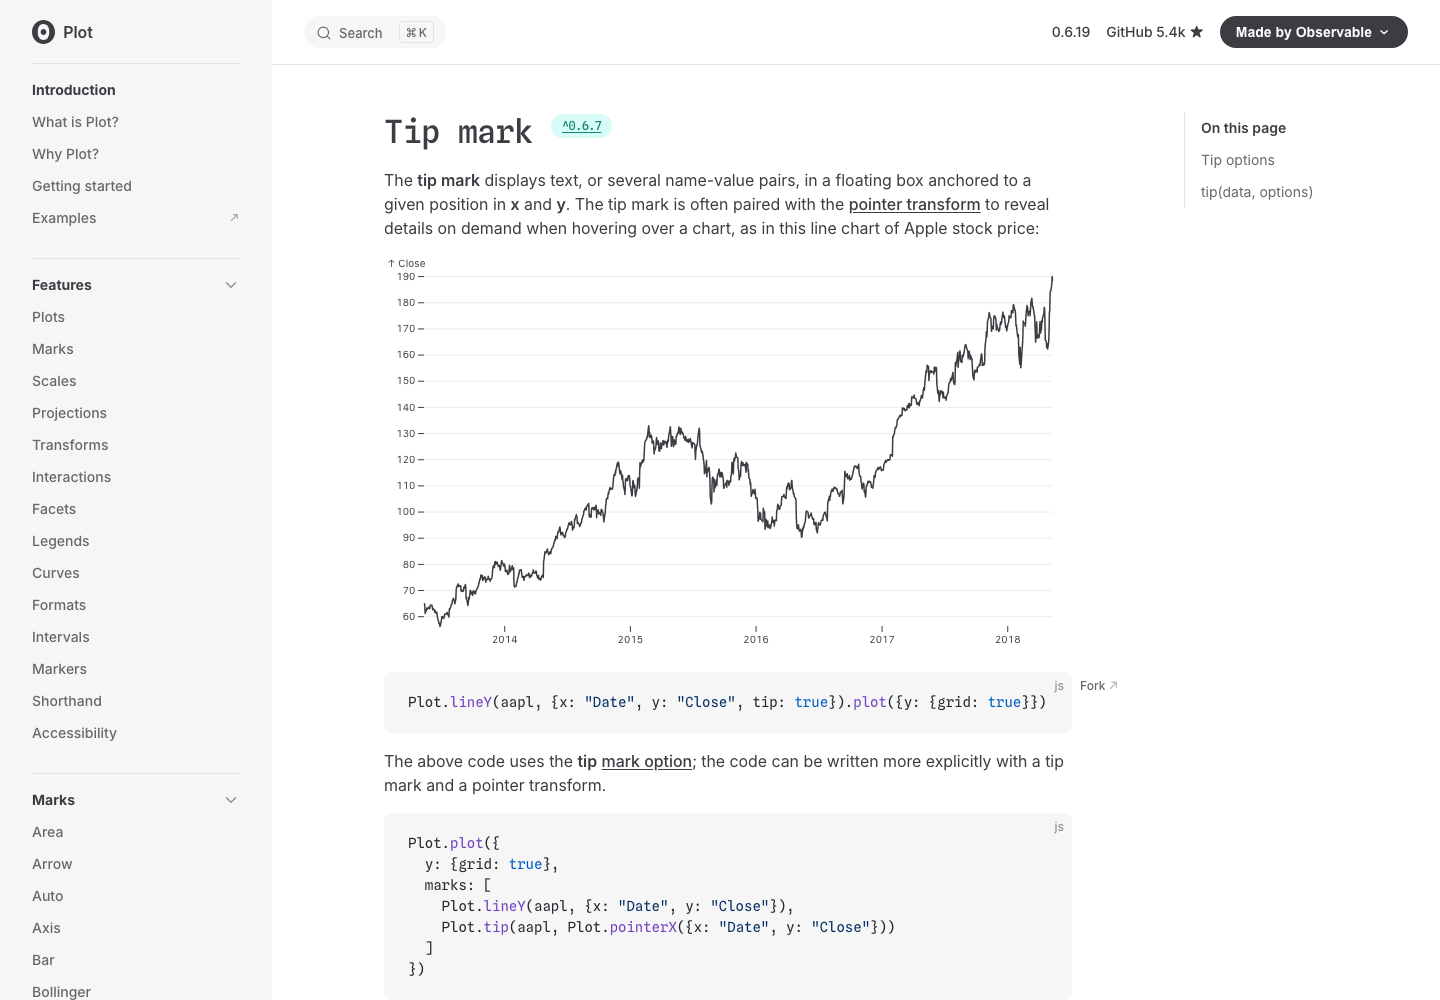 Plot
Introduction
What is Plot?
Why Plot?
Getting started
Examples
Features
Plots
Marks
Scales
Projections
Transforms
Interactions
Facets
Legends
Curves
Formats
Intervals
Markers
Shorthand
Accessibility
Marks
Area
Arrow
Auto
Axis
Bar
Bollinger
Search ⌘ K
0.6.19 GitHub 5.4k ★ Made by Observable
Tip mark ^0.6.7
The tip mark displays text, or several name-value pairs, in a floating box anchored to a
given position in x and y. The tip mark is often paired with the pointer transform to reveal
details on demand when hovering over a chart, as in this line chart of Apple stock price:
↑ Close
190
180
170
160
150
140
130
120
110
100
90
80
70
60
2014 2015 2016 2017 2018
js
Fork ↗
Plot.lineY(aapl, {x: "Date", y: "Close", tip: true}).plot({y: {grid: true}})
The above code uses the tip mark option; the code can be written more explicitly with a tip
mark and a pointer transform.
js
Plot.plot({
  y: {grid: true},
  marks: [
    Plot.lineY(aapl, {x: "Date", y: "Close"}),
    Plot.tip(aapl, Plot.pointerX({x: "Date", y: "Close"}))
  ]
})
On this page
Tip options
tip(data, options)